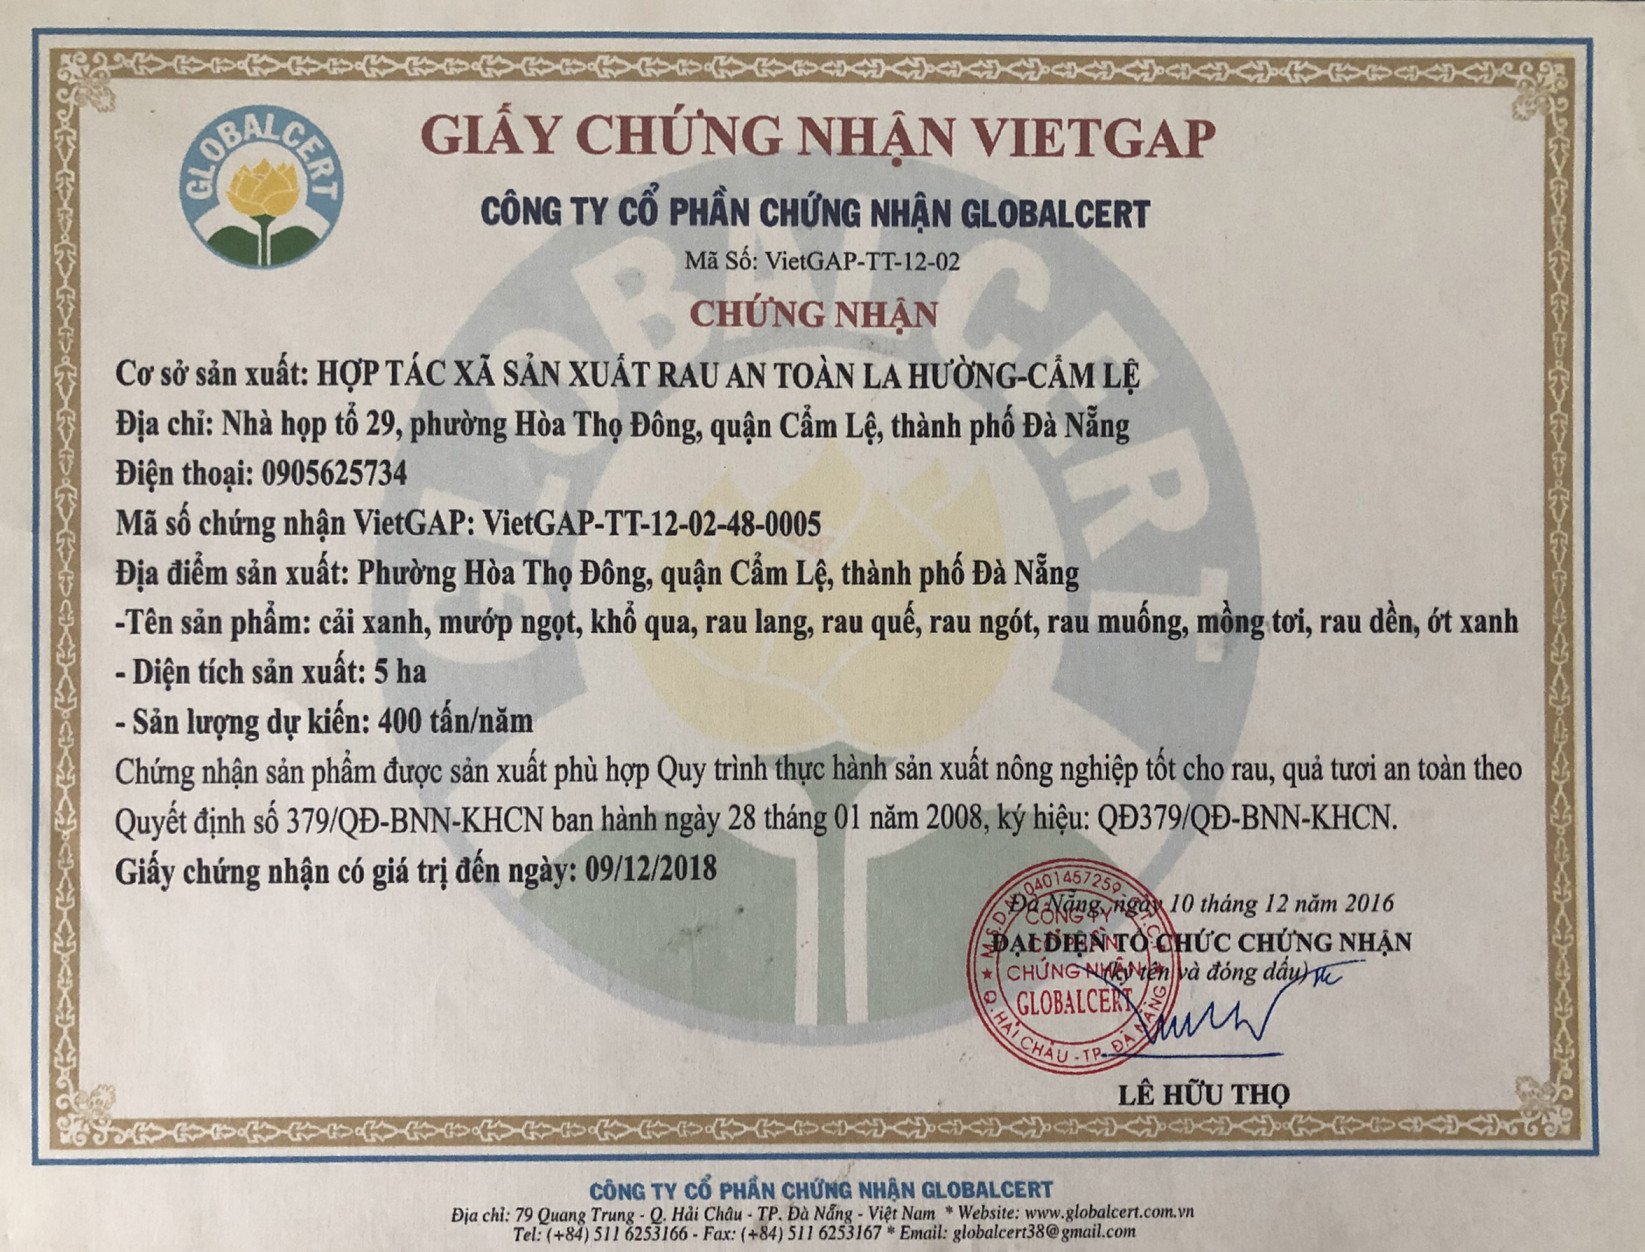 GLOBALCERT
GIẤY CHỨNG NHẬN VIETGAP
CÔNG TY CỔ PHẦN CHỨNG NHẬN GLOBALCERT
Mã Số: VietGAP-TT-12-02
CHỨNG NHẬN
Cơ sở sản xuất: HỢP TÁC XÃ SẢN XUẤT RAU AN TOÀN LA HƯỜNG-CẨM LỆ
Địa chỉ: Nhà họp tổ 29, phường Hòa Thọ Đông, quận Cẩm Lệ, thành phố Đà Nẵng
Điện thoại: 0905625734
Mã số chứng nhận VietGAP: VietGAP-TT-12-02-48-0005
Địa điểm sản xuất: Phường Hòa Thọ Đông, quận Cẩm Lệ, thành phố Đà Nẵng
-Tên sản phẩm: cải xanh, mướp ngọt, khổ qua, rau lang, rau quế, rau ngót, rau muống, mồng tơi, rau dền, ớt xanh
- Diện tích sản xuất: 5 ha
- Sản lượng dự kiến: 400 tấn/năm
Chứng nhận sản phẩm được sản xuất phù hợp Quy trình thực hành sản xuất nông nghiệp tốt cho rau, quả tươi an toàn theo
Quyết định số 379/QĐ-BNN-KHCN ban hành ngày 28 tháng 01 năm 2008, ký hiệu: QĐ379/QĐ-BNN-KHCN.
Giấy chứng nhận có giá trị đến ngày: 09/12/2018
Đà Nẵng, ngày 10 tháng 12 năm 2016
ĐẠI DIỆN TỔ CHỨC CHỨNG NHẬN
(ký tên và đóng dấu)
M.S.D.N: 0401457259 - C.T.C.P
CÔNG TY
CỔ PHẦN
CHỨNG NHẬN
GLOBALCERT
Q. HẢI CHÂU - TP. ĐÀ NẴNG
LÊ HỮU THỌ
CÔNG TY CỔ PHẦN CHỨNG NHẬN GLOBALCERT
Địa chỉ: 79 Quang Trung - Q. Hải Châu - TP. Đà Nẵng - Việt Nam * Website: www.globalcert.com.vn
Tel: (+84) 511 6253166 - Fax: (+84) 511 6253167 * Email: globalcert38@gmail.com